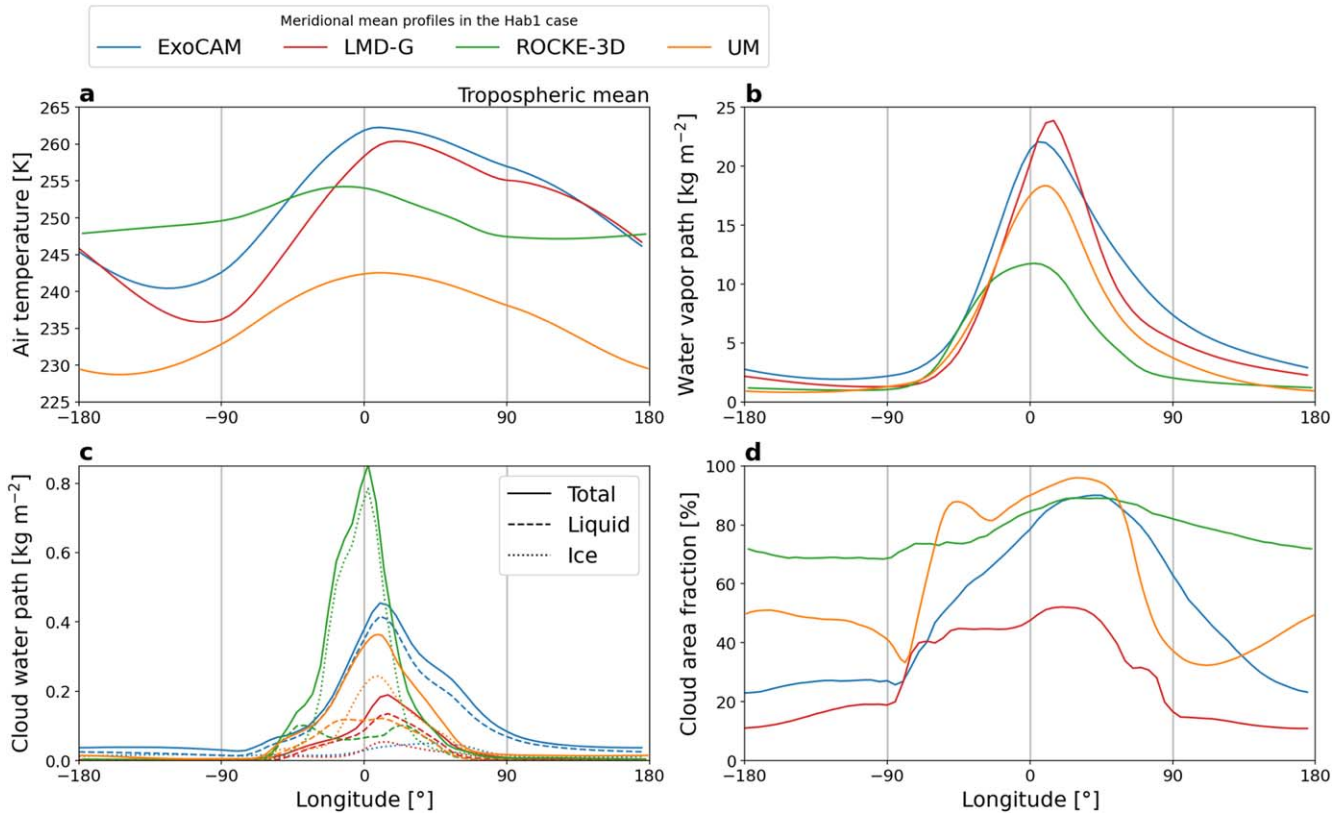 Meridional mean profiles in the Hab1 case
ExoCAM LMD-G ROCKE-3D UM
a Tropospheric mean
265
260
255
250
245
240
235
230
225
Air temperature [K]
−180 −90 0 90 180
b
25
20
15
10
5
0
Water vapor path [kg m−2]
−180 −90 0 90 180
c
0.8
0.6
0.4
0.2
0.0
Cloud water path [kg m−2]
Total
Liquid
Ice
−180 −90 0 90 180
Longitude [°]
d
100
80
60
40
20
0
Cloud area fraction [%]
−180 −90 0 90 180
Longitude [°]